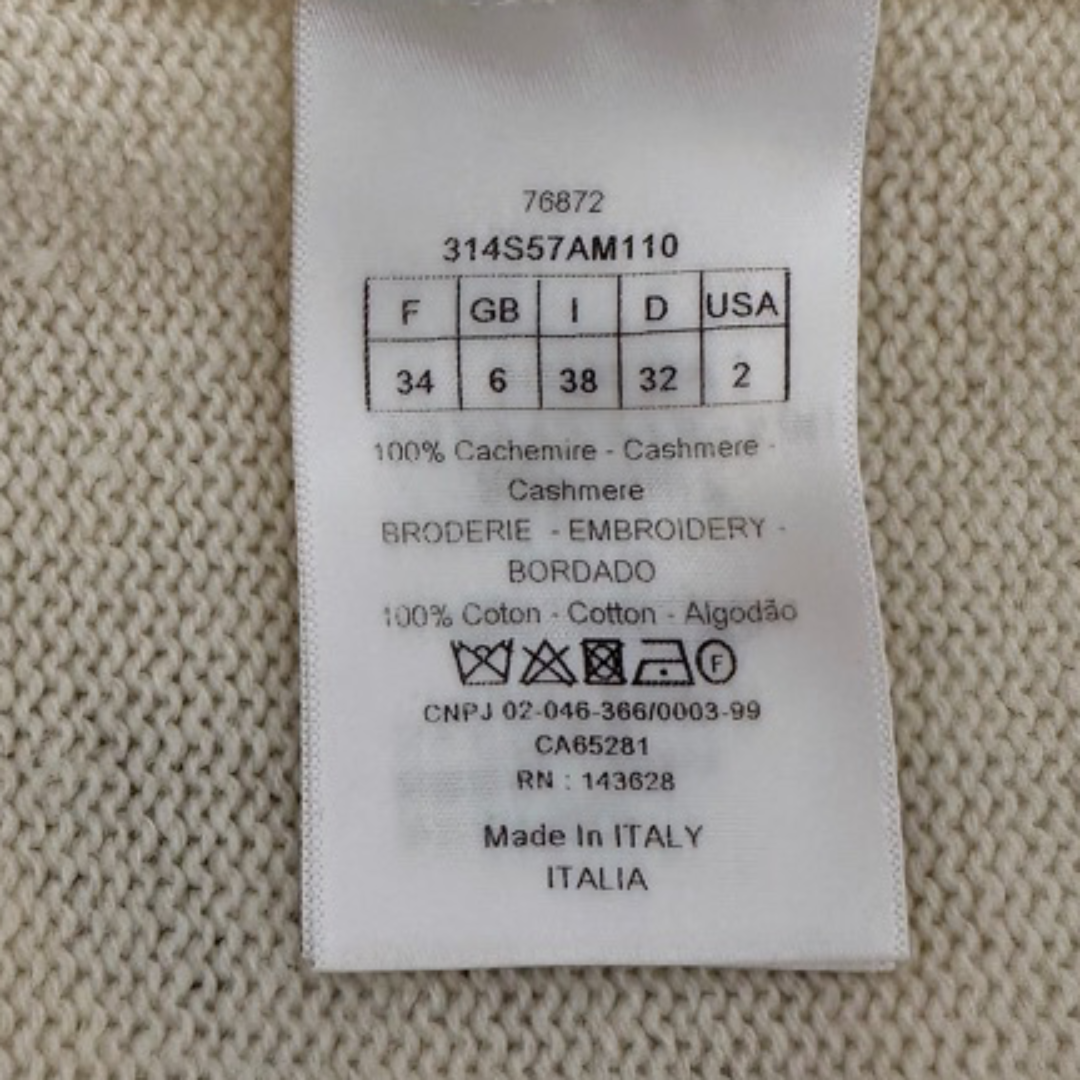 76872
314S57AM110
F GB I D USA
34 6 38 32 2
100% Cachemire - Cashmere -
Cashmere
BRODERIE - EMBROIDERY -
BORDADO
100% Coton - Cotton - Algodão
F
CNPJ 02-046-366/0003-99
CA65281
RN : 143628
Made In ITALY
ITALIA